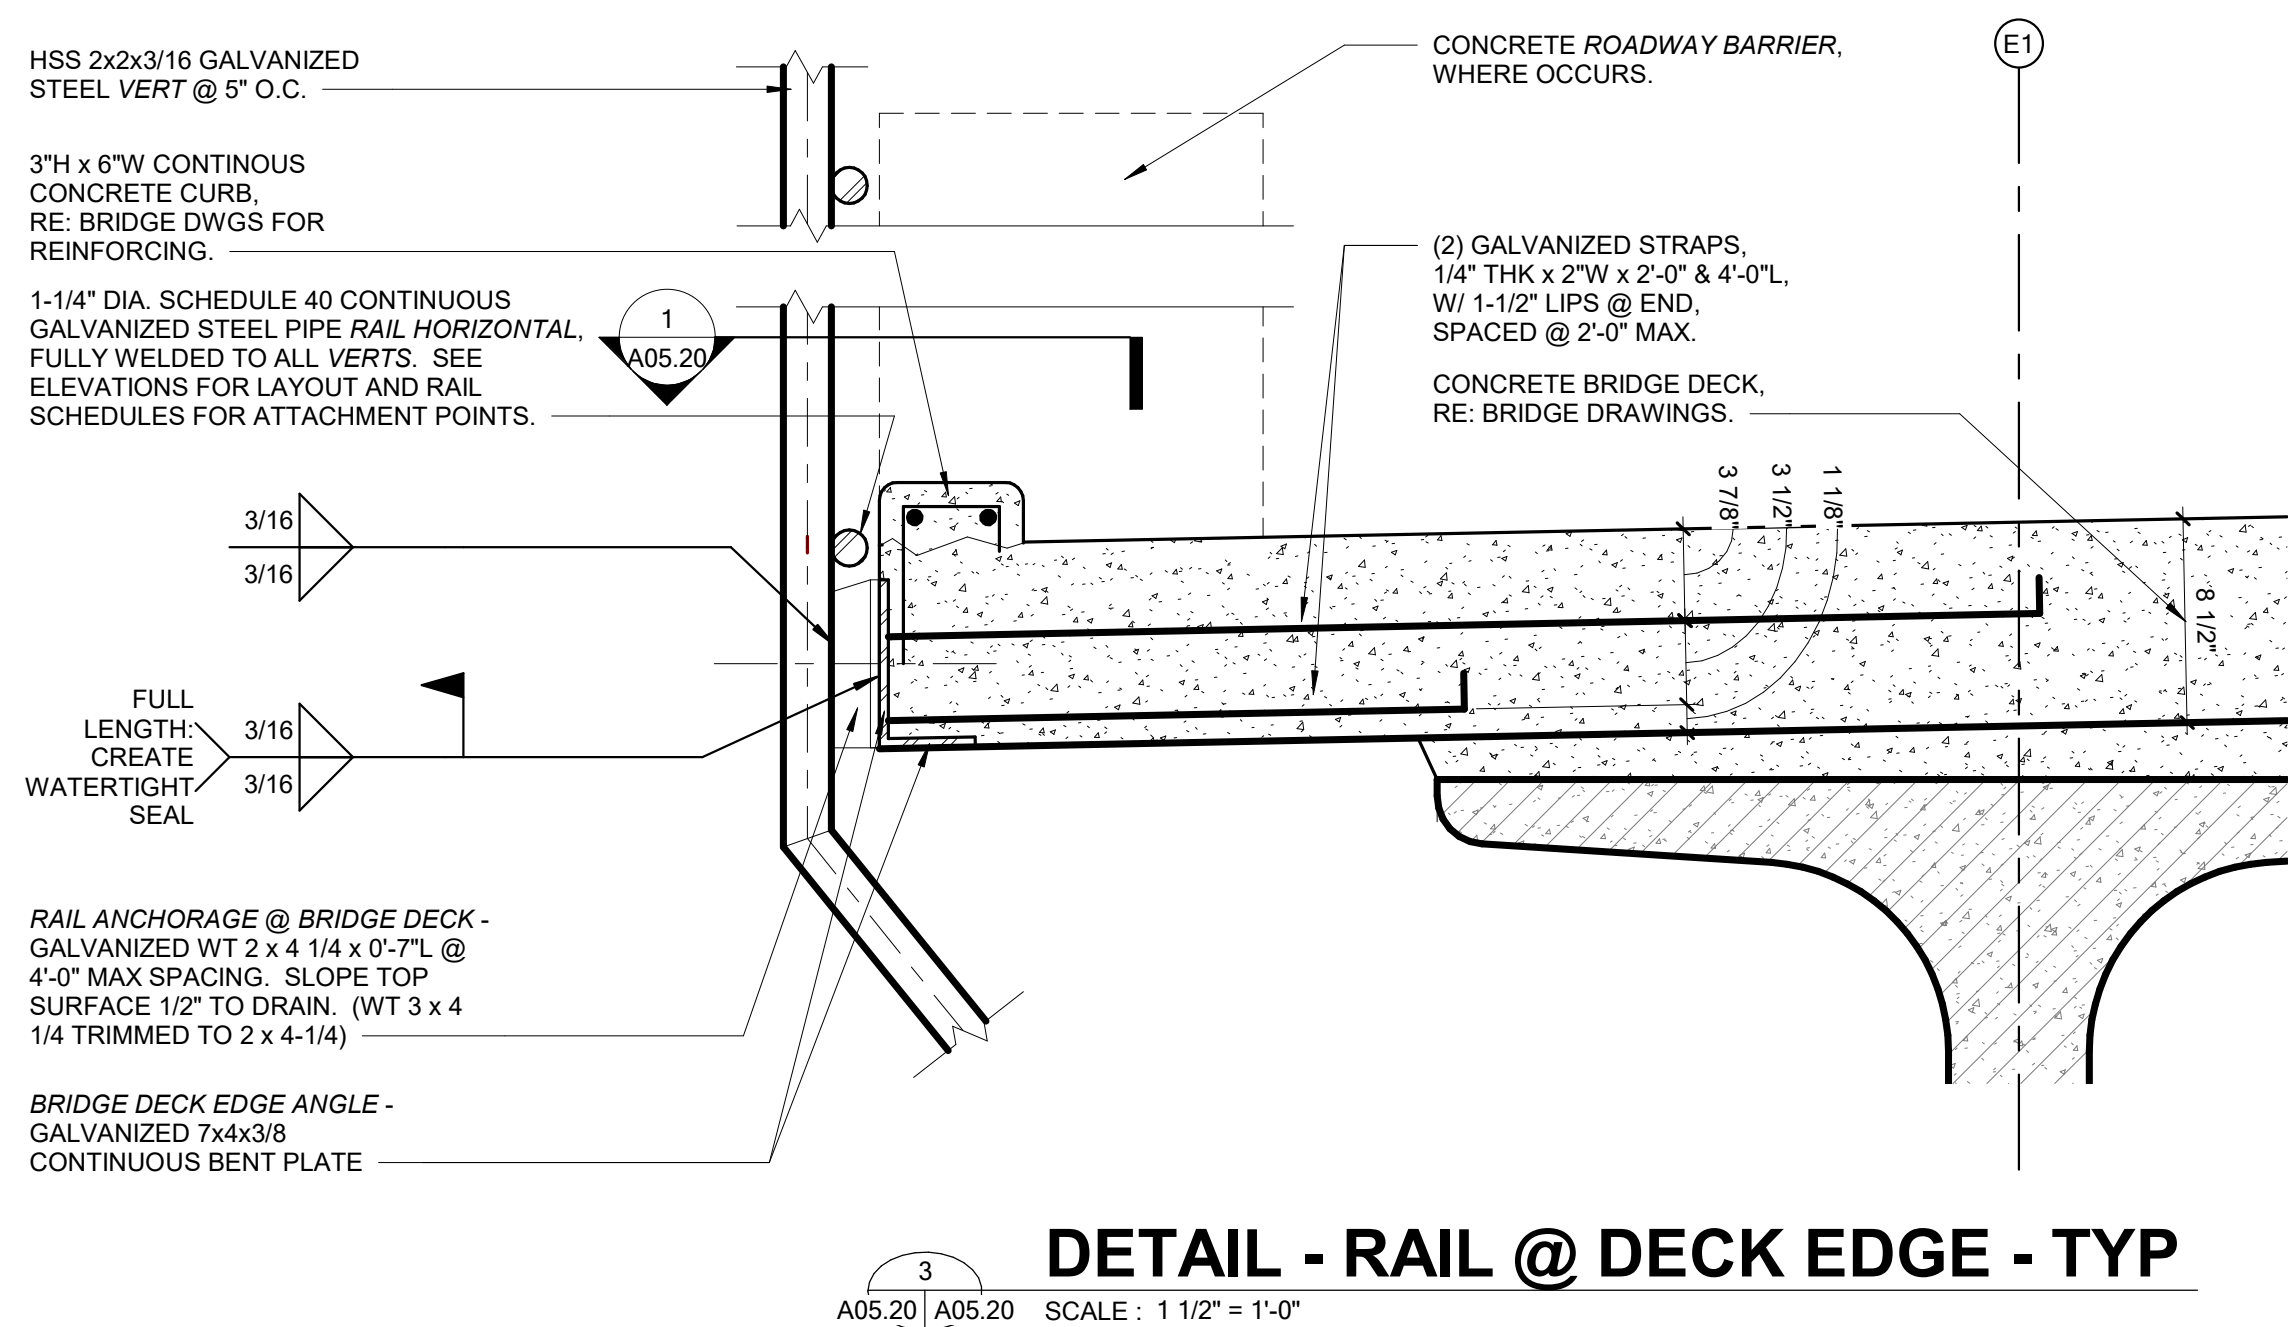 HSS 2x2x3/16 GALVANIZED
STEEL VERT @ 5" O.C.
3"H x 6"W CONTINOUS
CONCRETE CURB,
RE: BRIDGE DWGS FOR
REINFORCING.
1-1/4" DIA. SCHEDULE 40 CONTINUOUS
GALVANIZED STEEL PIPE RAIL HORIZONTAL,
FULLY WELDED TO ALL VERTS. SEE
ELEVATIONS FOR LAYOUT AND RAIL
SCHEDULES FOR ATTACHMENT POINTS.
1
A05.20
3/16
3/16
FULL
LENGTH:
CREATE
WATERTIGHT
SEAL
3/16
3/16
RAIL ANCHORAGE @ BRIDGE DECK -
GALVANIZED WT 2 x 4 1/4 x 0'-7"L @
4'-0" MAX SPACING. SLOPE TOP
SURFACE 1/2" TO DRAIN. (WT 3 x 4
1/4 TRIMMED TO 2 x 4-1/4)
BRIDGE DECK EDGE ANGLE -
GALVANIZED 7x4x3/8
CONTINUOUS BENT PLATE
CONCRETE ROADWAY BARRIER,
WHERE OCCURS.
(2) GALVANIZED STRAPS,
1/4" THK x 2"W x 2'-0" & 4'-0"L,
W/ 1-1/2" LIPS @ END,
SPACED @ 2'-0" MAX.
CONCRETE BRIDGE DECK,
RE: BRIDGE DRAWINGS.
E1
3 7/8"
3 1/2"
1 1/8"
8 1/2"
3
A05.20 A05.20
DETAIL - RAIL @ DECK EDGE - TYP
SCALE : 1 1/2" = 1'-0"